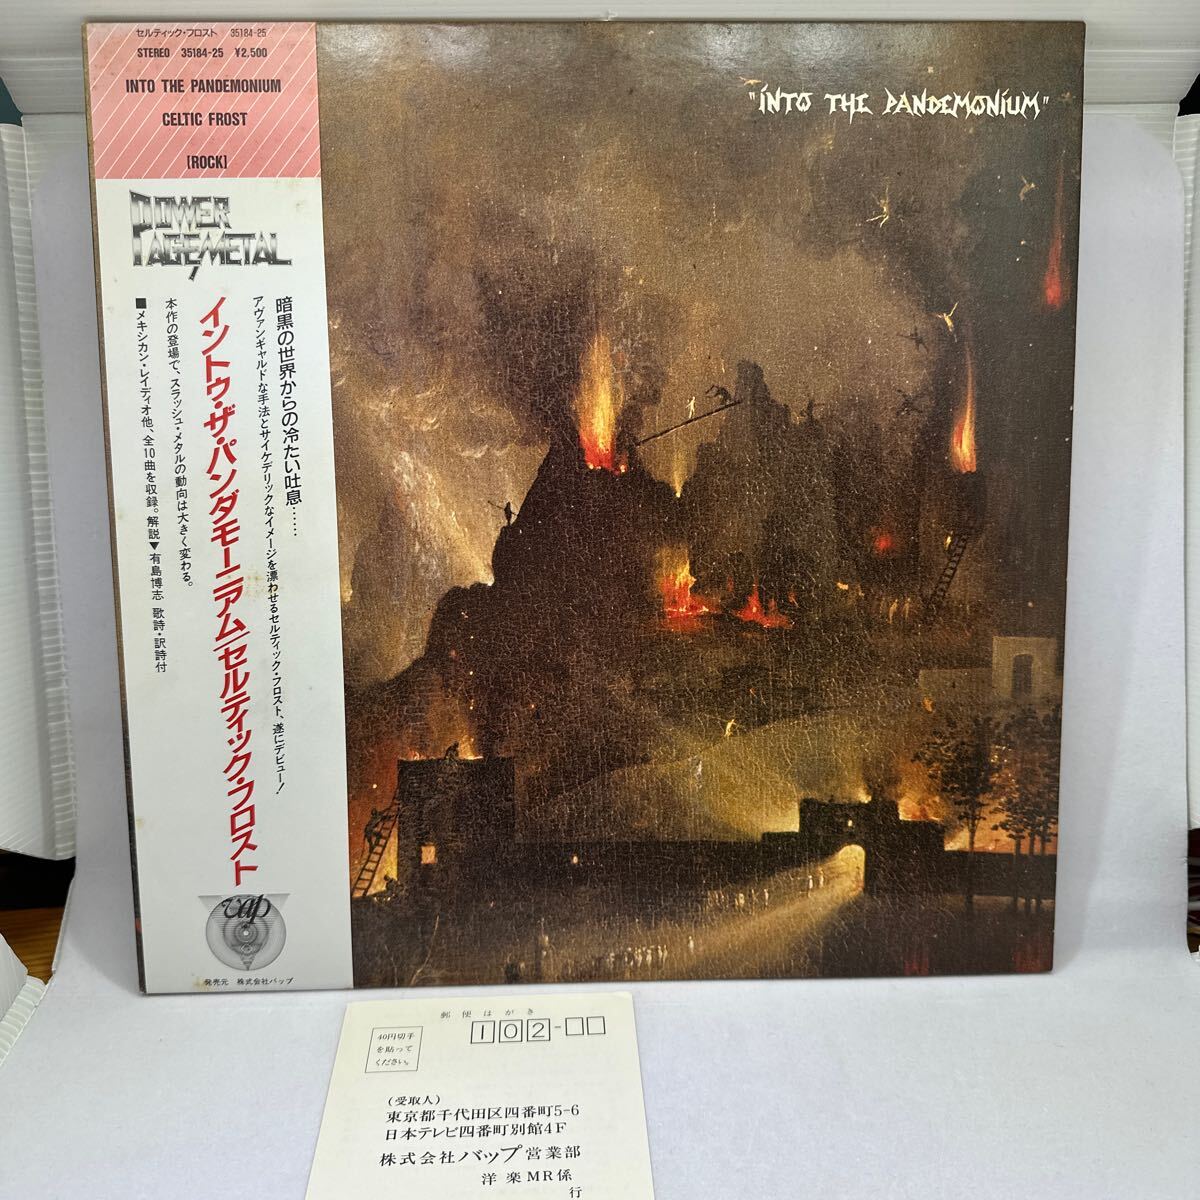 セルティック・フロスト 35184-25
STEREO 35184-25 ¥2,500
INTO THE PANDEMONIUM
CELTIC FROST
[ROCK]
POWER
PAGEMETAL
暗黒の世界からの冷たい吐息……
アヴァンギャルドな手法とサイケデリックなイメージを漂わせるセルティック・フロスト、遂にデビュー!
イントゥ・ザ・パンダモーニアム/セルティック・フロスト
本作の登場で、スラッシュ・メタルの動向は大きく変わる。
■メキシカン・レイディオ他、全10曲を収録。解説▼有島博志 歌詩・訳詩付
vap
発売元 株式会社バップ
"INTO THE PANDEMONIUM"
郵便はがき
102-□□
40円切手
を貼って
ください。
(受取人)
東京都千代田区四番町5-6
日本テレビ四番町別館4F
株式会社バップ営業部
洋楽MR係
行